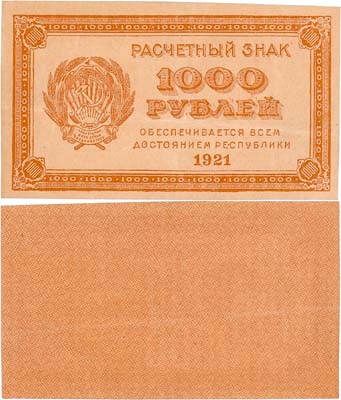 РАСЧЕТНЫЙ ЗНАК
1000
РУБЛЕЙ
ОБЕСПЕЧИВАЕТСЯ ВСЕМ
ДОСТОЯНИЕМ РЕСПУБЛИКИ
1921